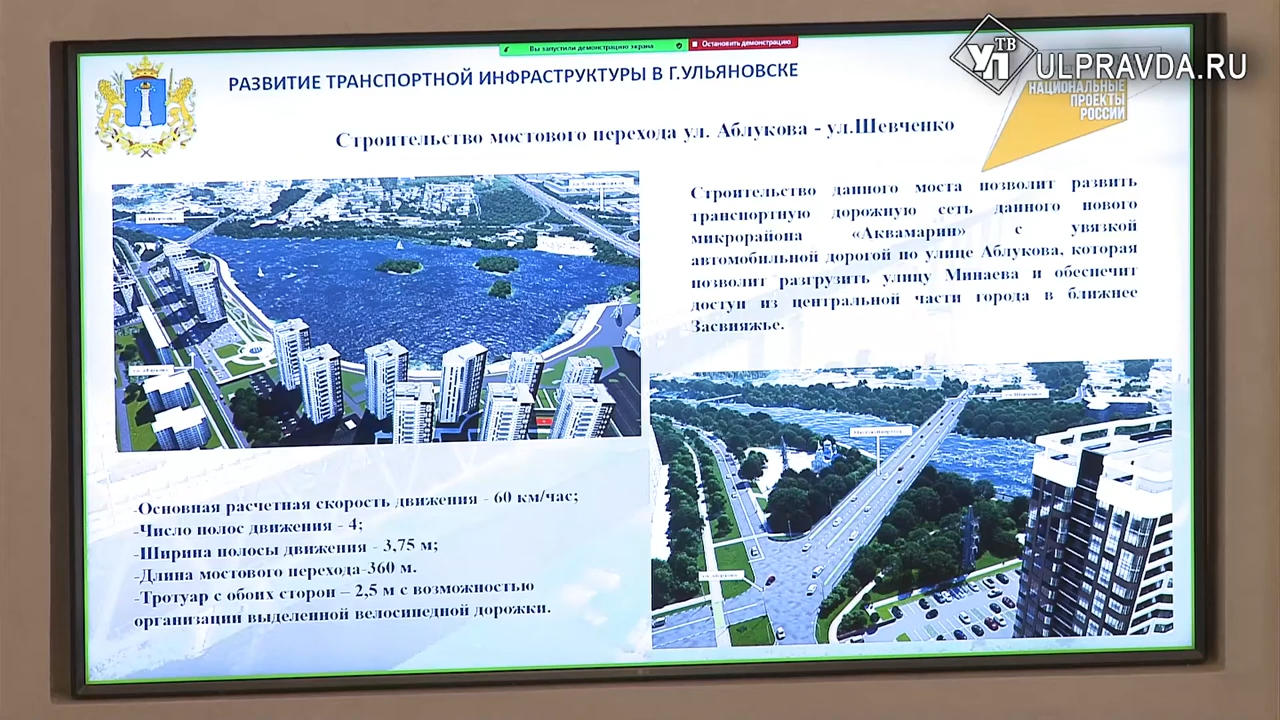 Вы запустили демонстрацию экрана
Остановить демонстрацию
УП ТВ
ULPRAVDA.RU
РАЗВИТИЕ ТРАНСПОРТНОЙ ИНФРАСТРУКТУРЫ В Г.УЛЬЯНОВСКЕ
НАЦИОНАЛЬНЫЕ
ПРОЕКТЫ
РОССИИ
Строительство мостового перехода ул. Аблукова - ул.Шевченко
Строительство данного моста позволит развить
транспортную дорожную сеть данного нового
микрорайона «Аквамарин» с увязкой
автомобильной дорогой по улице Аблукова, которая
позволит разгрузить улицу Минаева и обеспечит
доступ из центральной части города в ближнее
Засвияжье.
-Основная расчетная скорость движения - 60 км/час;
-Число полос движения - 4;
-Ширина полосы движения - 3,75 м;
-Длина мостового перехода-360 м.
-Тротуар с обоих сторон – 2,5 м с возможностью
организации выделенной велосипедной дорожки.